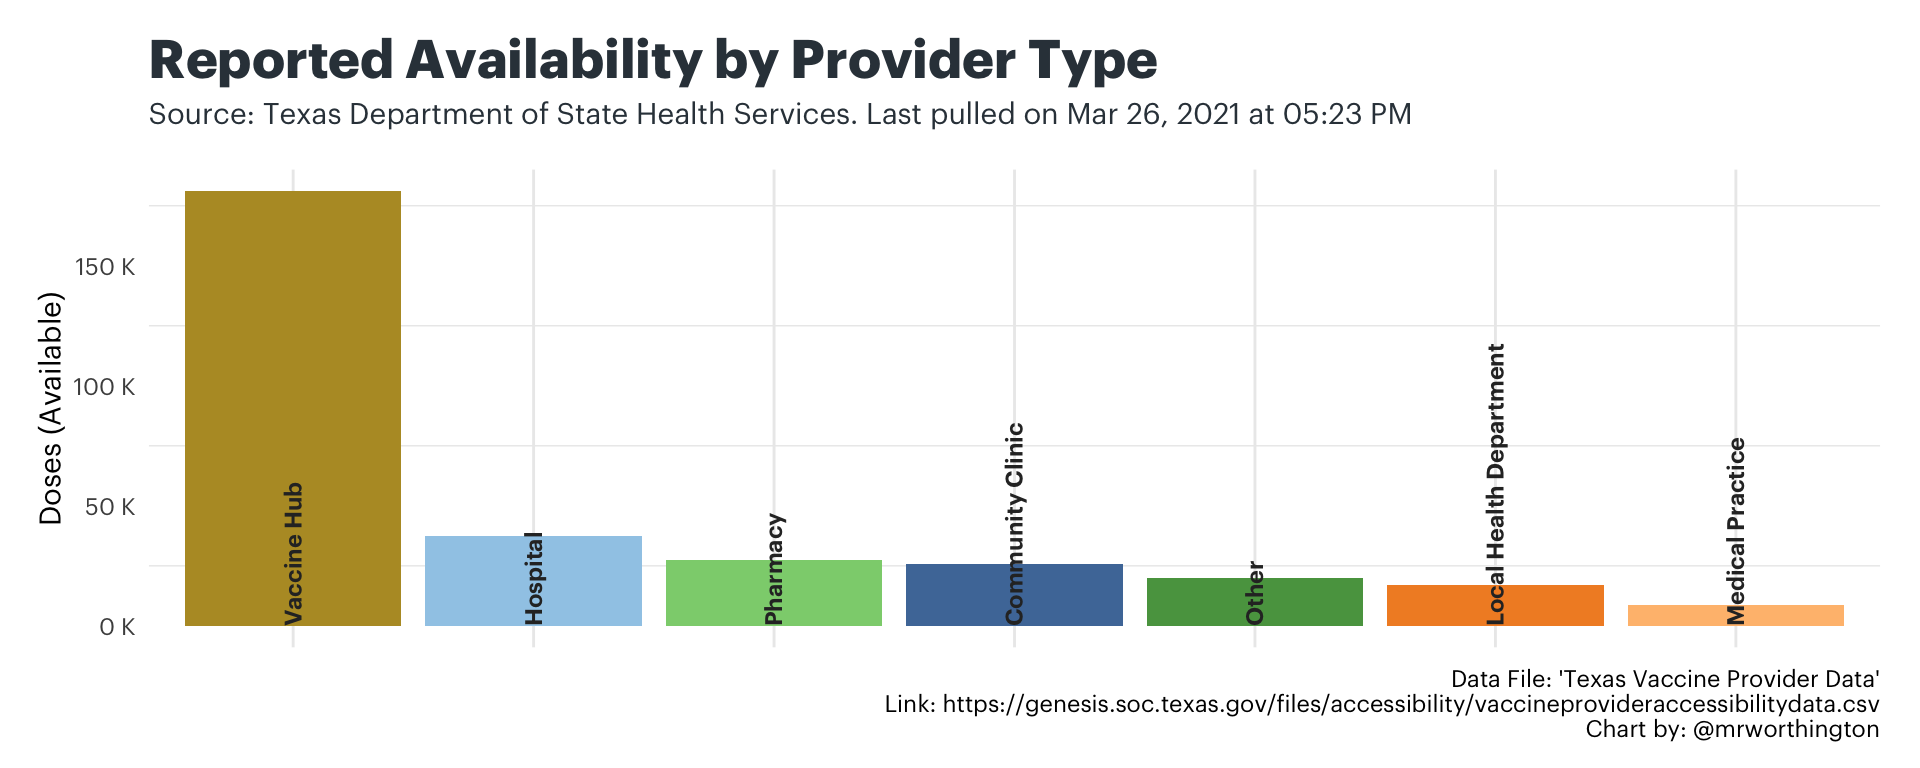 Reported Availability by Provider Type
Source: Texas Department of State Health Services. Last pulled on Mar 26, 2021 at 05:23 PM
Doses (Available)
150 K
100 K
50 K
0 K
Vaccine Hub
Hospital
Pharmacy
Community Clinic
Other
Local Health Department
Medical Practice
Data File: 'Texas Vaccine Provider Data'
Link: https://genesis.soc.texas.gov/files/accessibility/vaccineprovideraccessibilitydata.csv
Chart by: @mrworthington